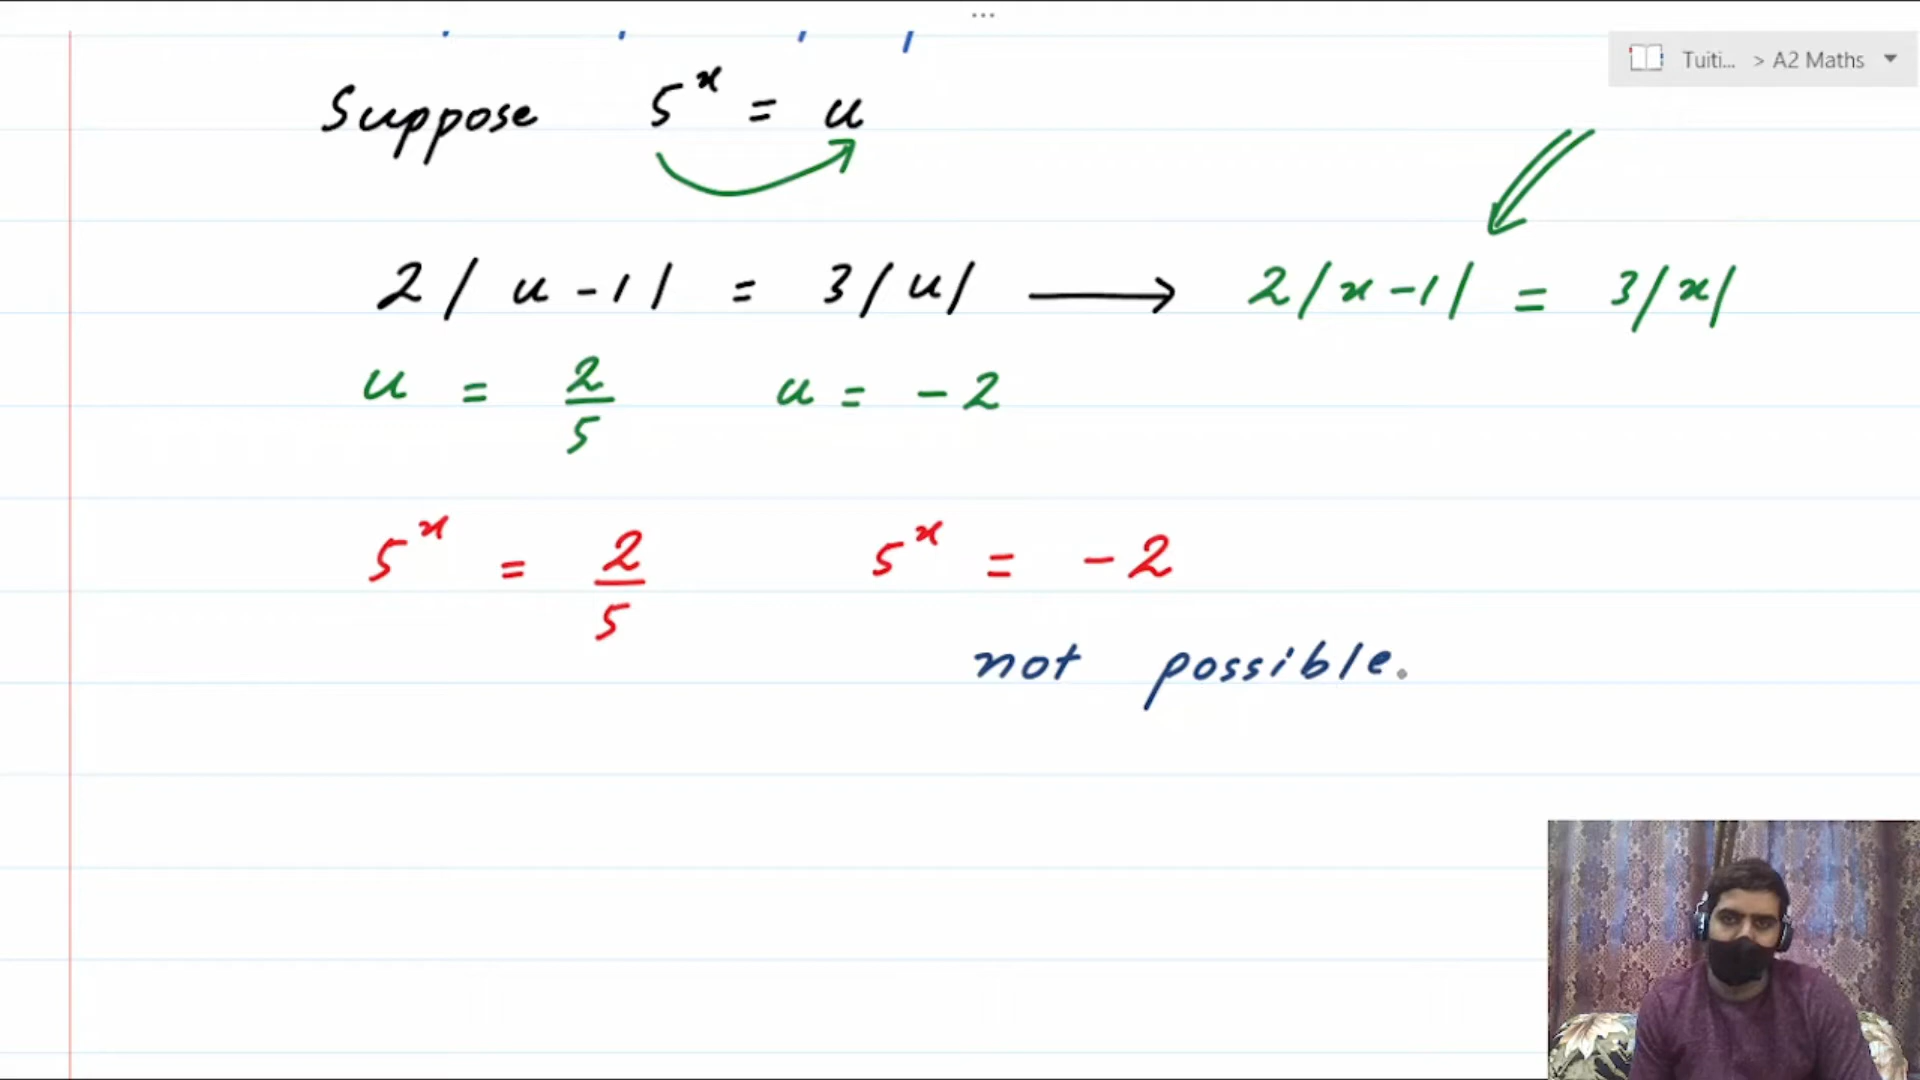 ...
Tuiti... > A2 Maths
Suppose 5^x = u
2|u-1| = 3|u| → 2|x-1| = 3|x|
u = 2/5 u = -2
5^x = 2/5 5^x = -2
not possible.